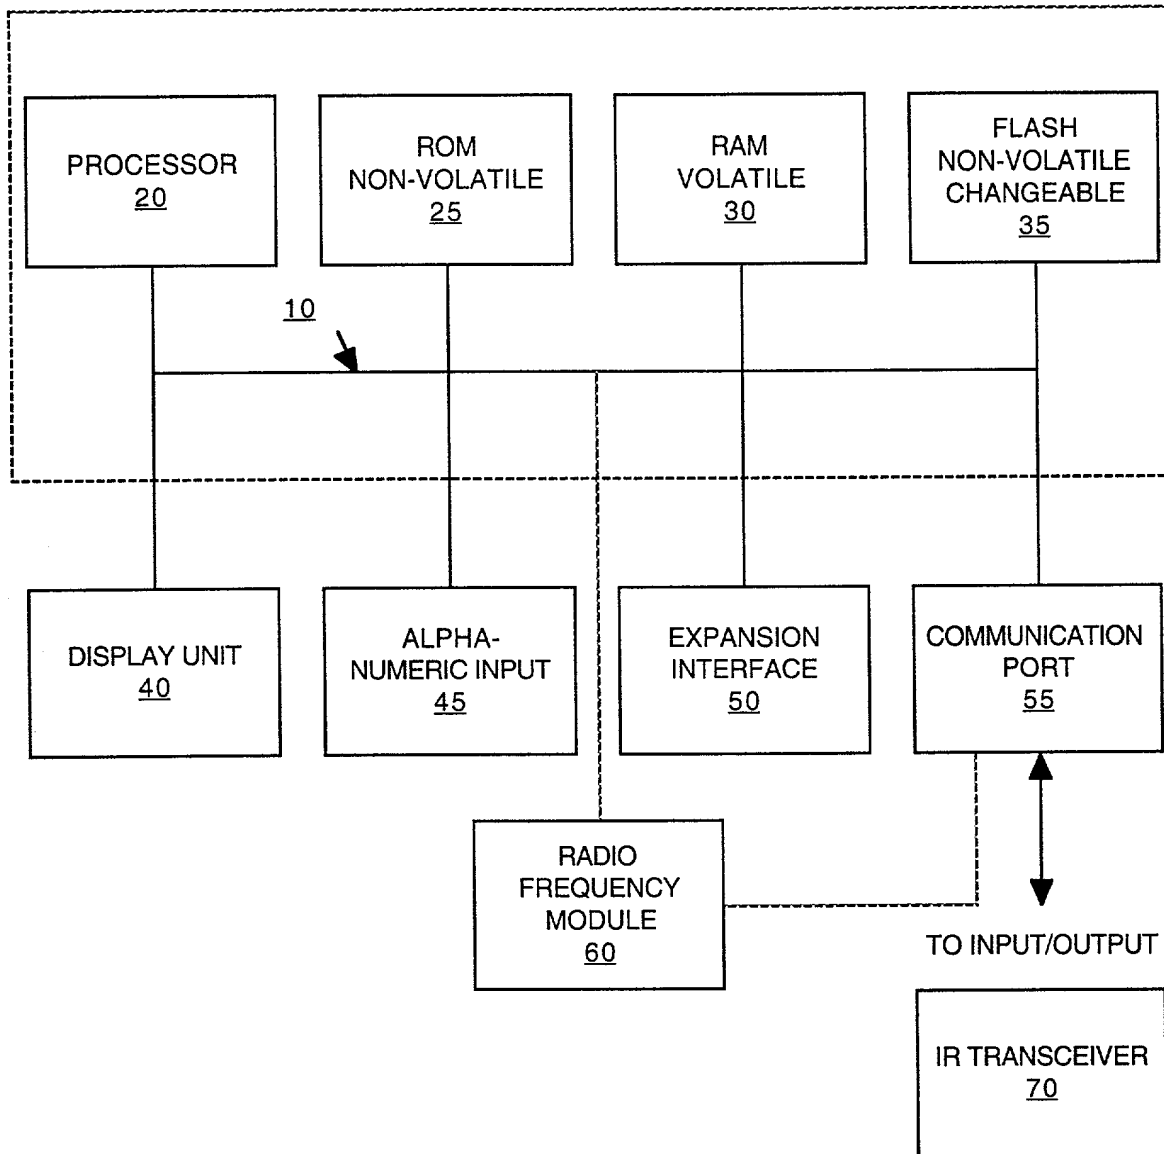 PROCESSOR
20
ROM
NON-VOLATILE
25
RAM
VOLATILE
30
FLASH
NON-VOLATILE
CHANGEABLE
35
10
DISPLAY UNIT
40
ALPHA-
NUMERIC INPUT
45
EXPANSION
INTERFACE
50
COMMUNICATION
PORT
55
RADIO
FREQUENCY
MODULE
60
TO INPUT/OUTPUT
IR TRANSCEIVER
70